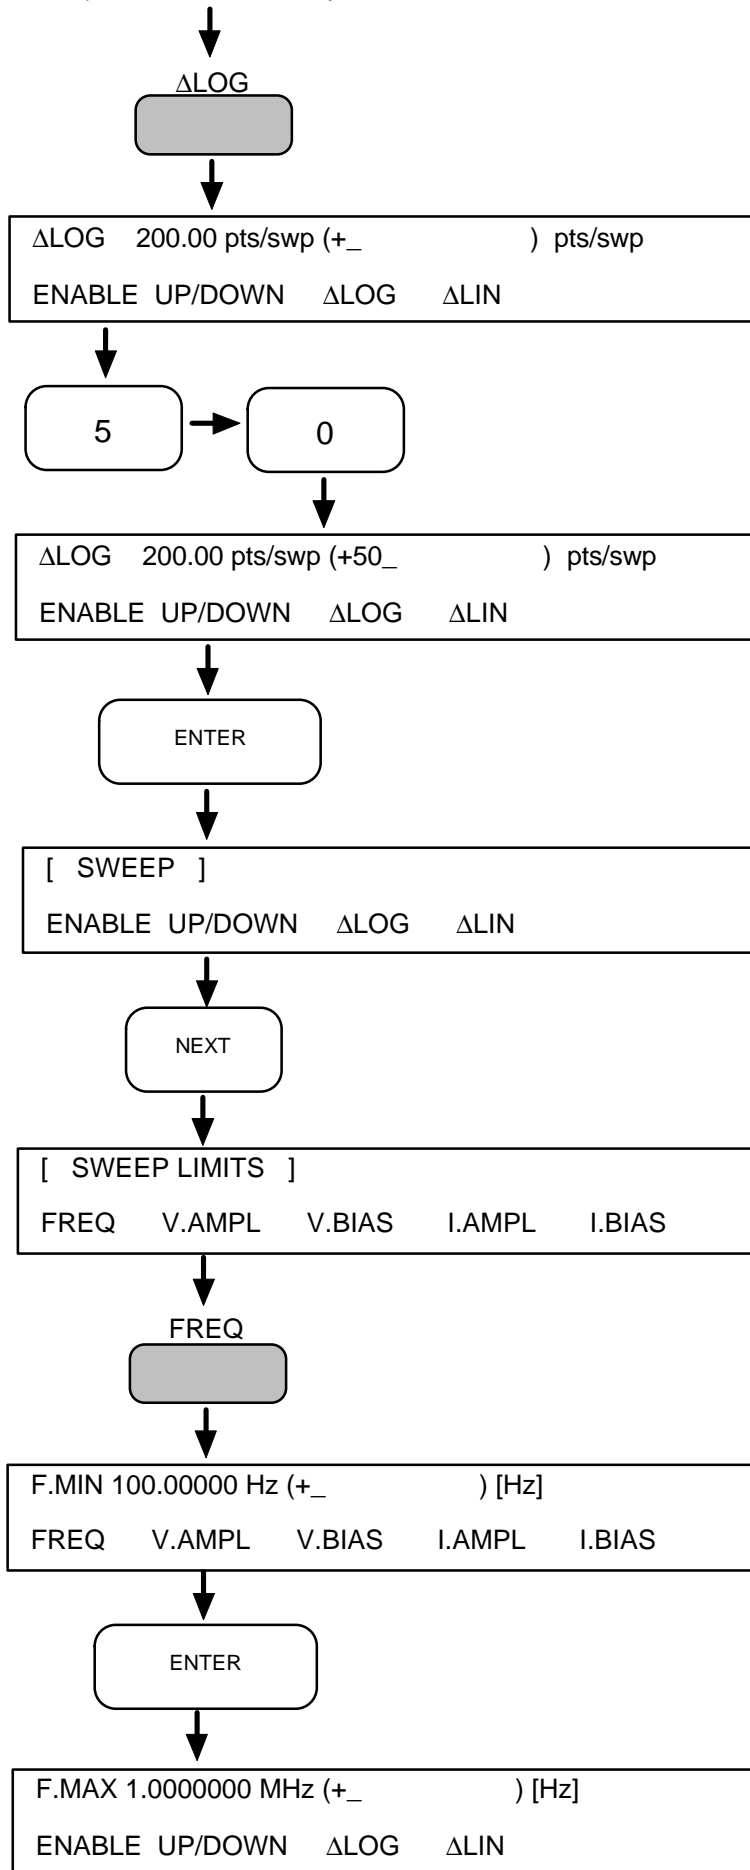 ΔLOG
ΔLOG 200.00 pts/swp (+_ ) pts/swp
ENABLE UP/DOWN ΔLOG ΔLIN
5 0
ΔLOG 200.00 pts/swp (+50_ ) pts/swp
ENABLE UP/DOWN ΔLOG ΔLIN
ENTER
[ SWEEP ]
ENABLE UP/DOWN ΔLOG ΔLIN
NEXT
[ SWEEP LIMITS ]
FREQ V.AMPL V.BIAS I.AMPL I.BIAS
FREQ
F.MIN 100.00000 Hz (+_ ) [Hz]
FREQ V.AMPL V.BIAS I.AMPL I.BIAS
ENTER
F.MAX 1.0000000 MHz (+_ ) [Hz]
ENABLE UP/DOWN ΔLOG ΔLIN